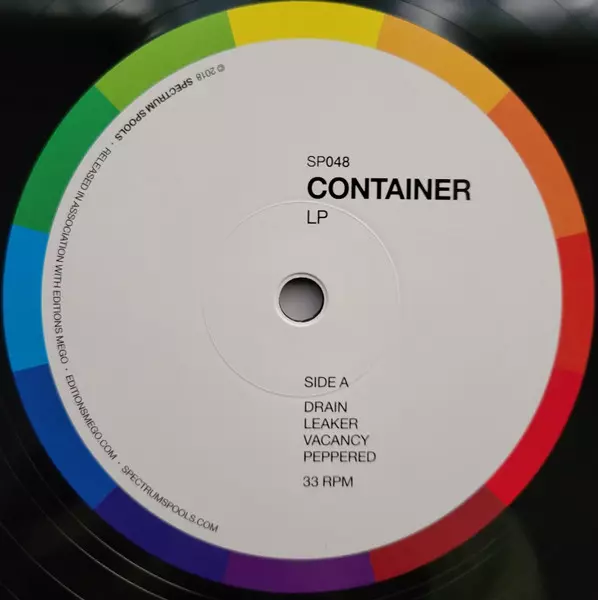 SP048
CONTAINER
LP
SIDE A
DRAIN
LEAKER
VACANCY
PEPPERED
33 RPM
© 2018 SPECTRUM SPOOLS · RELEASED IN ASSOCIATION WITH EDITIONS MEGO · EDITIONSMEGO.COM · SPECTRUMSPOOLS.COM